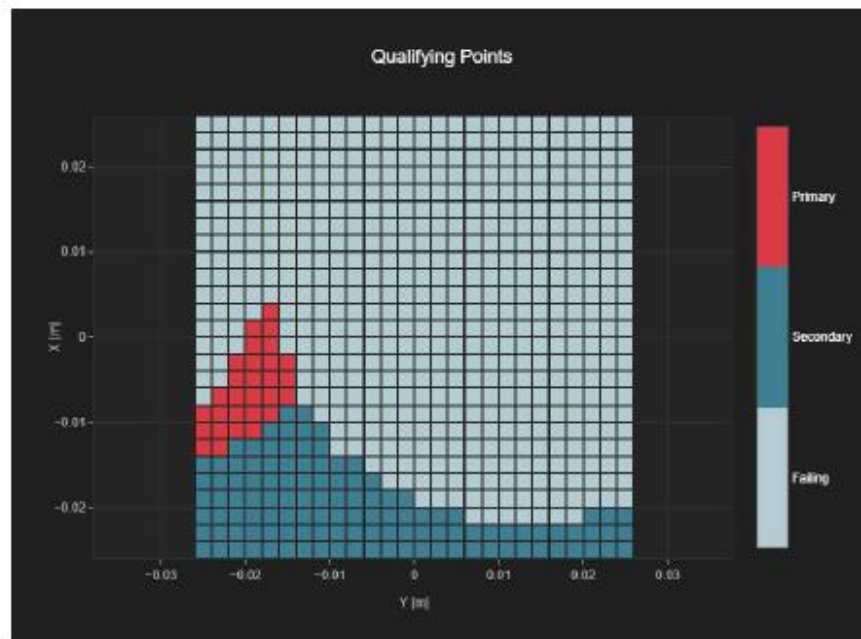 Qualifying Points
0.02
0.01
0
−0.01
−0.02
X [m]
−0.03
−0.02
−0.01
0
0.01
0.02
0.03
Y [m]
Primary
Secondary
Failing